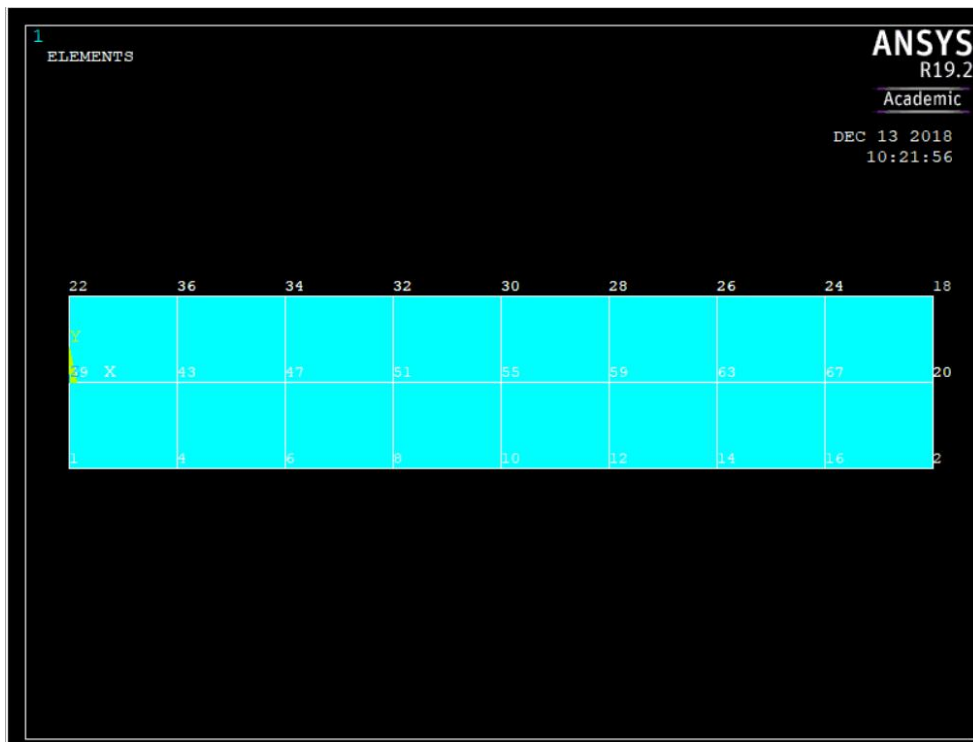 1
ELEMENTS
ANSYS
R19.2
Academic
DEC 13 2018
10:21:56
22 36 34 32 30 28 26 24 18
Y
X 43 47 51 55 59 63 67 20
1 4 6 8 10 12 14 16 2